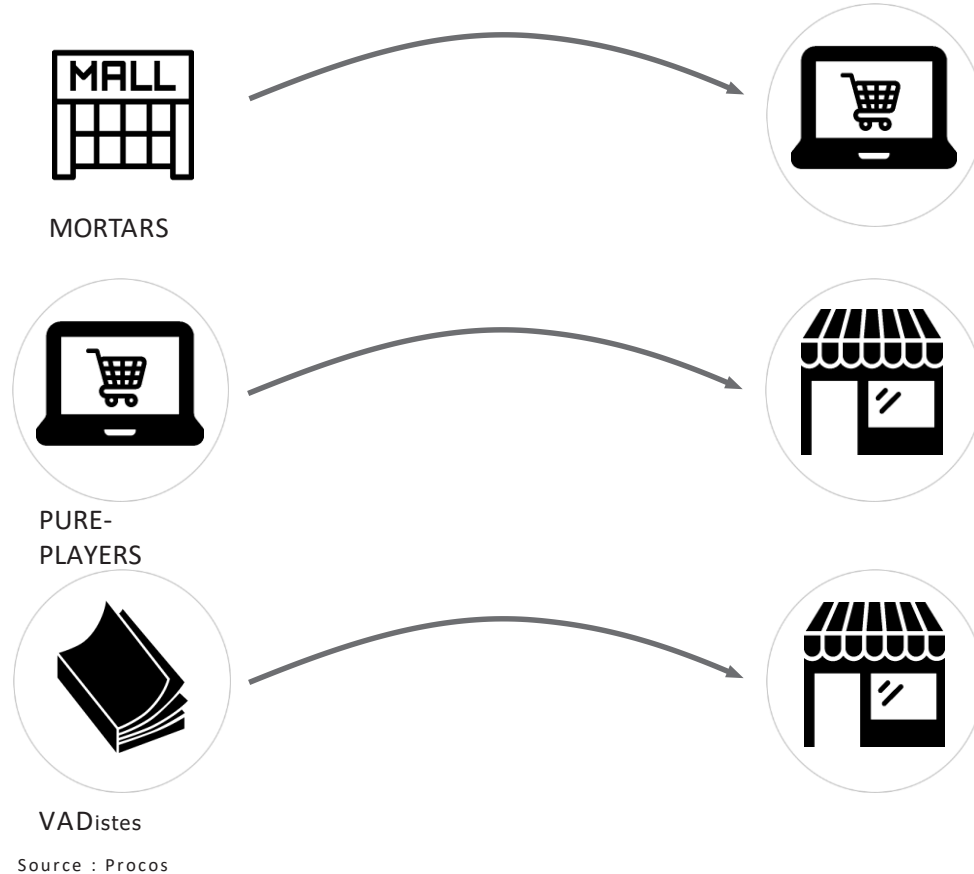 MALL
MORTARS
PURE-
PLAYERS
VADistes
Source : Procos